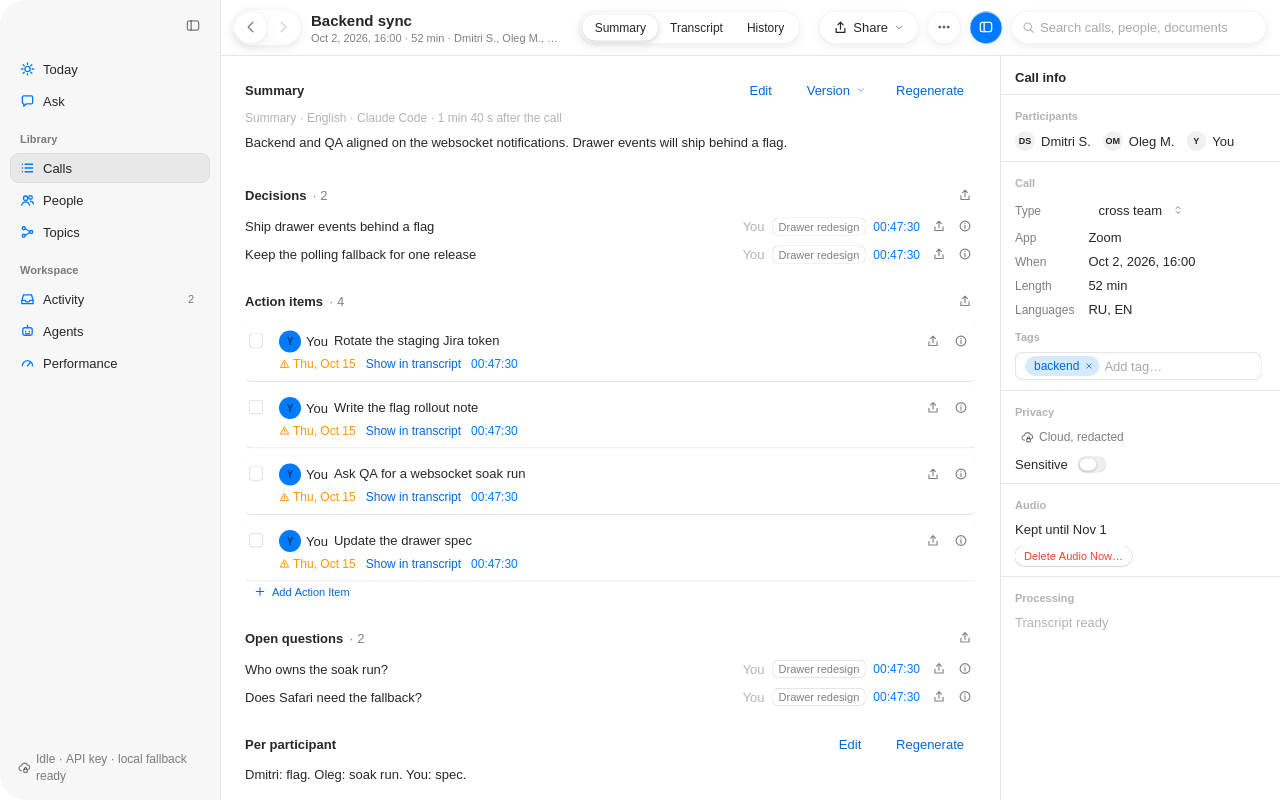 Backend sync
Oct 2, 2026, 16:00 · 52 min · Dmitri S., Oleg M., …
Summary
Transcript
History
Share
Search calls, people, documents
Today
Ask
Library
Calls
People
Topics
Workspace
Activity 2
Agents
Performance
Idle · API key · local fallback
ready
Summary Edit Version Regenerate
Summary · English · Claude Code · 1 min 40 s after the call
Backend and QA aligned on the websocket notifications. Drawer events will ship behind a flag.
Decisions · 2
Ship drawer events behind a flag You Drawer redesign 00:47:30
Keep the polling fallback for one release You Drawer redesign 00:47:30
Action items · 4
Y You Rotate the staging Jira token
Thu, Oct 15 Show in transcript 00:47:30
Y You Write the flag rollout note
Thu, Oct 15 Show in transcript 00:47:30
Y You Ask QA for a websocket soak run
Thu, Oct 15 Show in transcript 00:47:30
Y You Update the drawer spec
Thu, Oct 15 Show in transcript 00:47:30
Add Action Item
Open questions · 2
Who owns the soak run? You Drawer redesign 00:47:30
Does Safari need the fallback? You Drawer redesign 00:47:30
Per participant Edit Regenerate
Dmitri: flag. Oleg: soak run. You: spec.
Call info
Participants
DS Dmitri S. OM Oleg M. Y You
Call
Type cross team
App Zoom
When Oct 2, 2026, 16:00
Length 52 min
Languages RU, EN
Tags
backend × Add tag…
Privacy
Cloud, redacted
Sensitive
Audio
Kept until Nov 1
Delete Audio Now…
Processing
Transcript ready